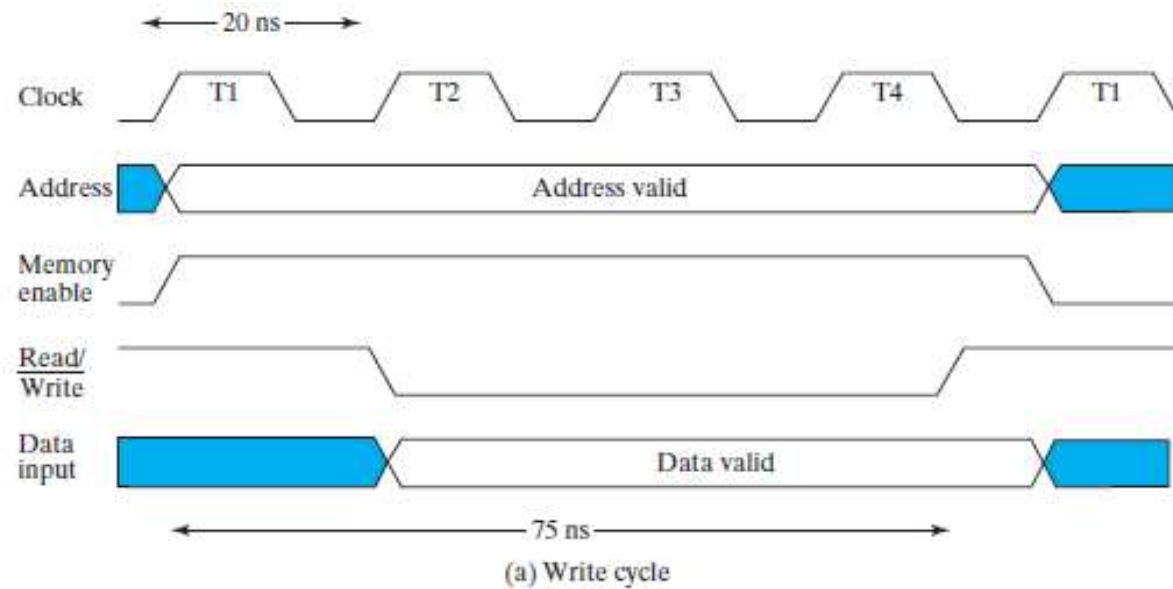 20 ns
Clock
T1
T2
T3
T4
T1
Address
Address valid
Memory
enable
Read/
Write
Data
input
Data valid
75 ns
(a) Write cycle